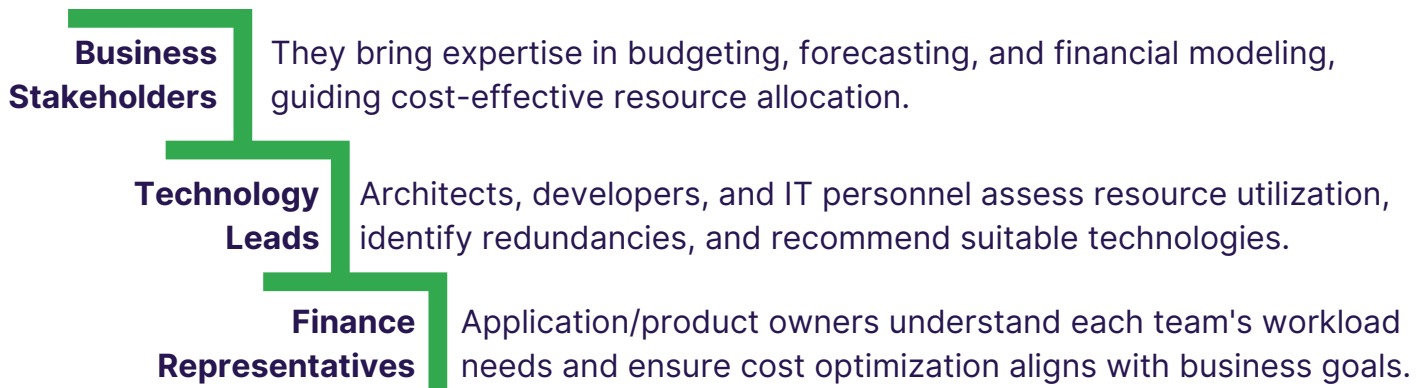 Business
Stakeholders
They bring expertise in budgeting, forecasting, and financial modeling,
guiding cost-effective resource allocation.
Technology
Leads
Architects, developers, and IT personnel assess resource utilization,
identify redundancies, and recommend suitable technologies.
Finance
Representatives
Application/product owners understand each team's workload
needs and ensure cost optimization aligns with business goals.